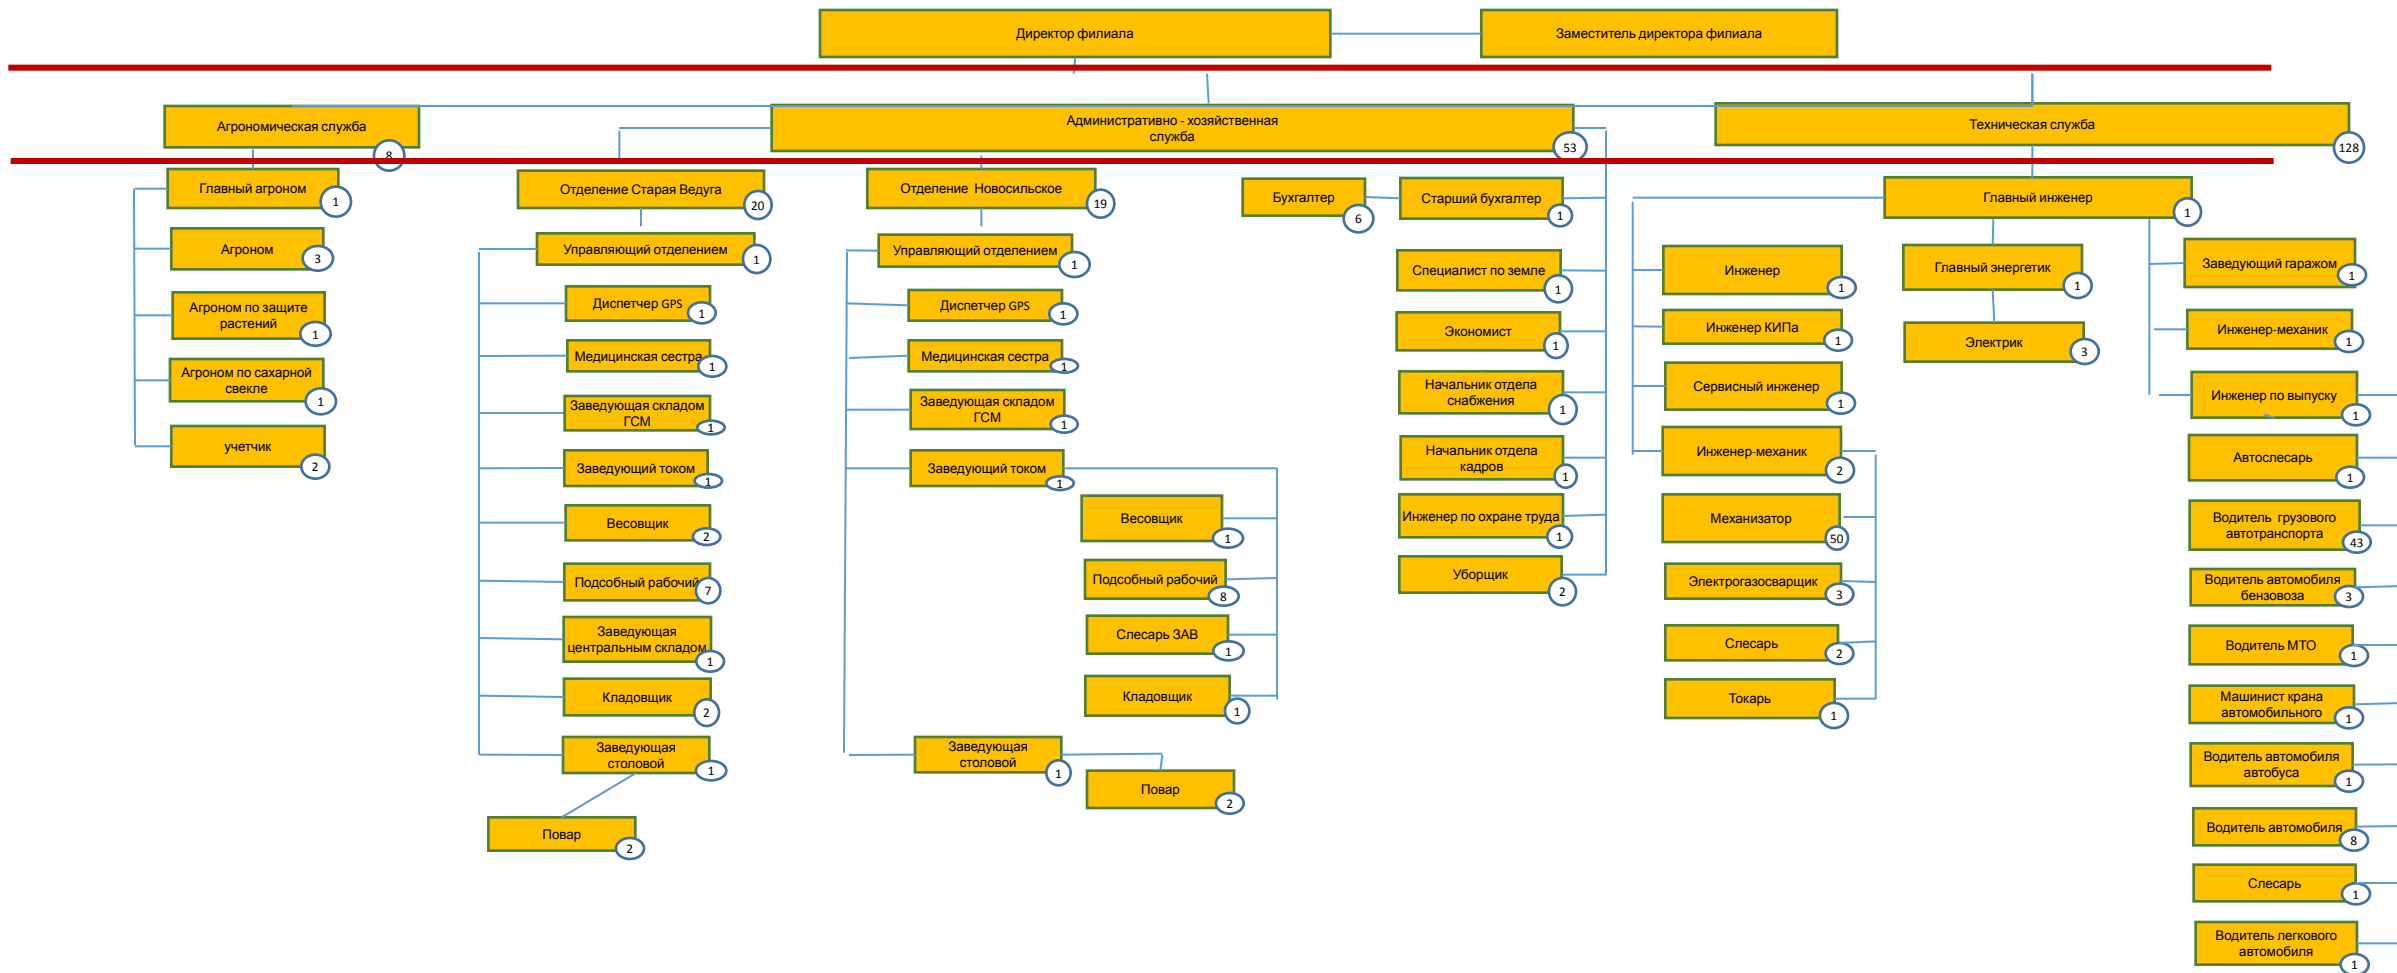 Директор филиала
Заместитель директора филиала
Агрономическая служба
8
Административно - хозяйственная
служба
53
Техническая служба
128
Главный агроном
1
Агроном
3
Агроном по защите
растений
1
Агроном по сахарной
свекле
1
учетчик
2
Отделение Старая Ведуга
20
Управляющий отделением
1
Диспетчер GPS
1
Медицинская сестра
1
Заведующая складом
ГСМ
1
Заведующий током
1
Весовщик
2
Подсобный рабочий
7
Заведующая
центральным складом
1
Кладовщик
2
Заведующая
столовой
1
Повар
2
Отделение Новосильское
19
Управляющий отделением
1
Диспетчер GPS
1
Медицинская сестра
1
Заведующая складом
ГСМ
1
Заведующий током
1
Весовщик
1
Подсобный рабочий
8
Слесарь ЗАВ
1
Кладовщик
1
Заведующая
столовой
1
Повар
2
Бухгалтер
6
Старший бухгалтер
1
Специалист по земле
1
Экономист
1
Начальник отдела
снабжения
1
Начальник отдела
кадров
1
Инженер по охране труда
1
Уборщик
2
Главный инженер
1
Инженер
1
Инженер КИПа
1
Сервисный инженер
1
Инженер-механик
2
Механизатор
50
Электрогазосварщик
3
Слесарь
2
Токарь
1
Главный энергетик
1
Электрик
3
Заведующий гаражом
1
Инженер-механик
1
Инженер по выпуску
1
Автослесарь
1
Водитель грузового
автотранспорта
43
Водитель автомобиля
бензовоза
3
Водитель МТО
1
Машинист крана
автомобильного
1
Водитель автомобиля
автобуса
1
Водитель автомобиля
8
Слесарь
1
Водитель легкового
автомобиля
1